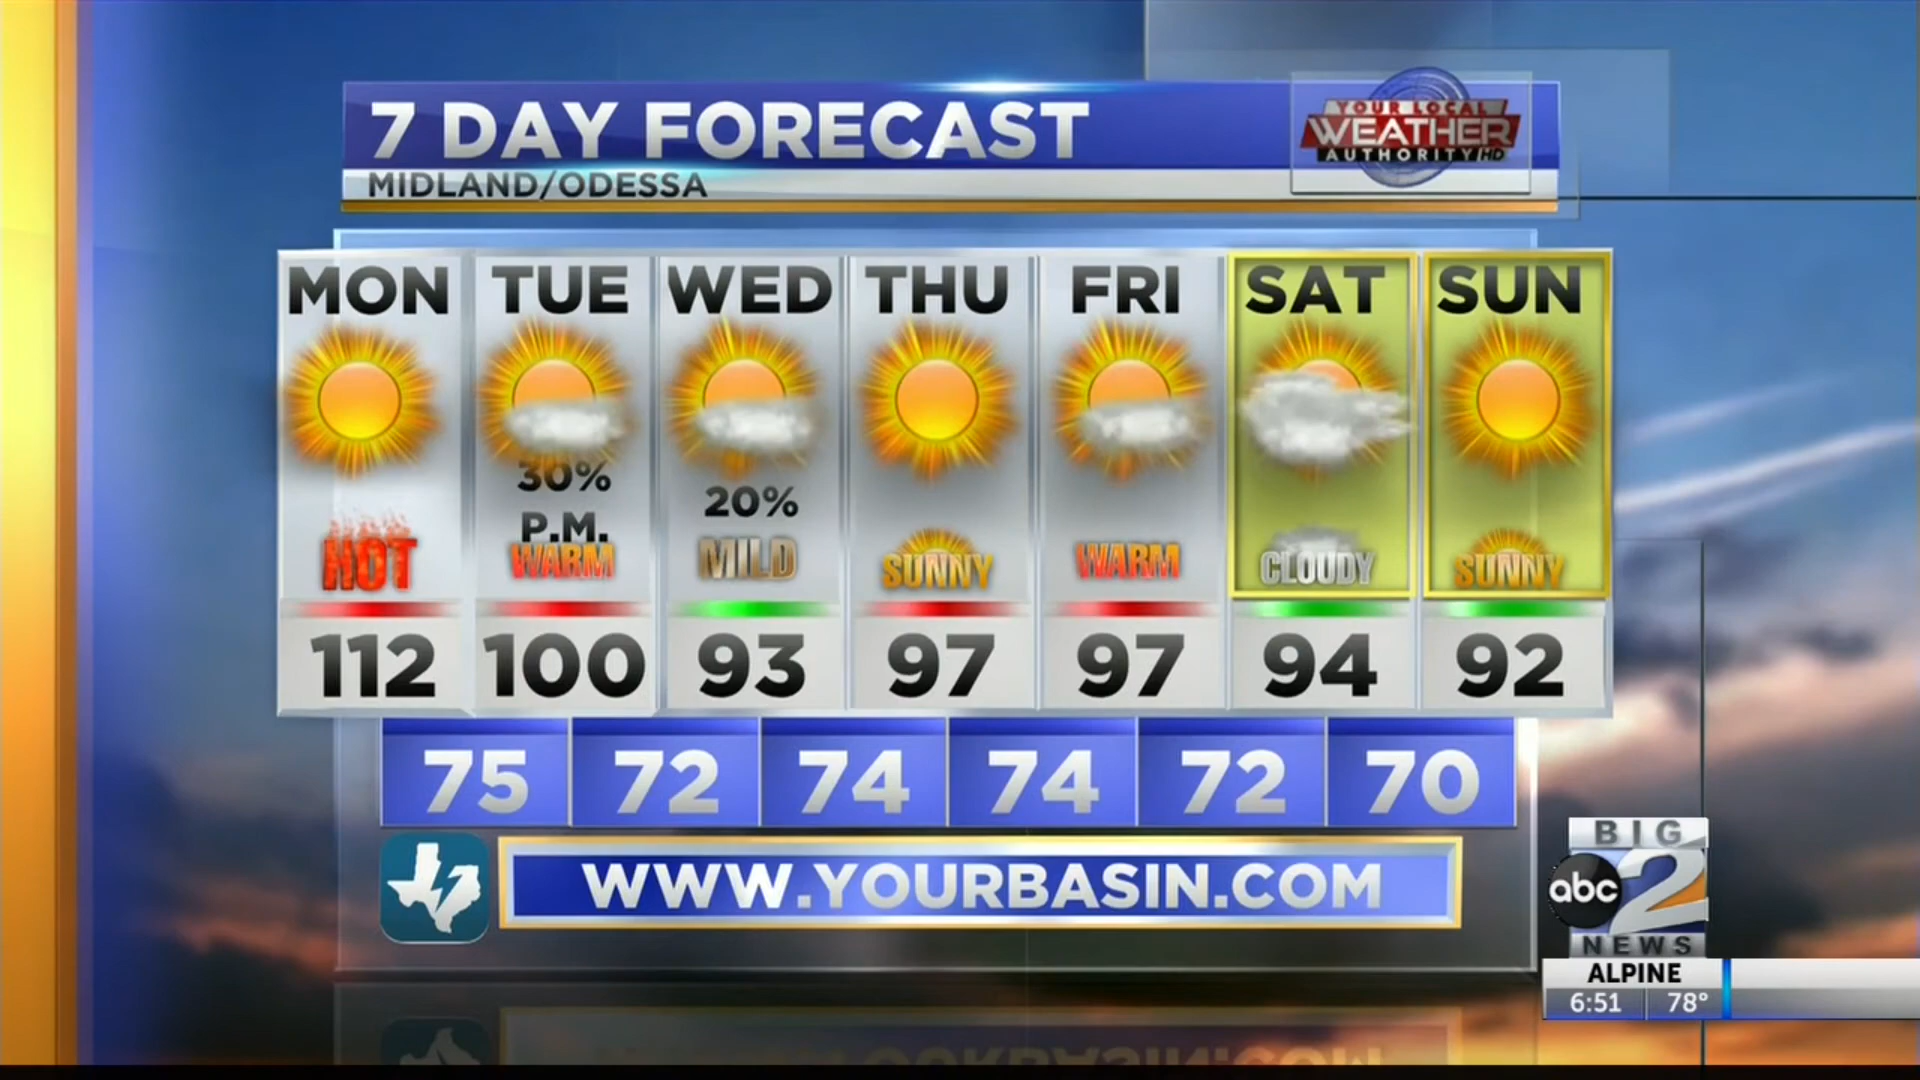 7 DAY FORECAST
MIDLAND/ODESSA
YOUR LOCAL
WEATHER
AUTHORITY HD
MON TUE WED THU FRI SAT SUN
30%
P.M.
20%
HOT WARM MILD SUNNY WARM CLOUDY SUNNY
112 100 93 97 97 94 92
75 72 74 74 72 70
WWW.YOURBASIN.COM
BIG
abc 2
NEWS
ALPINE
6:51 78°